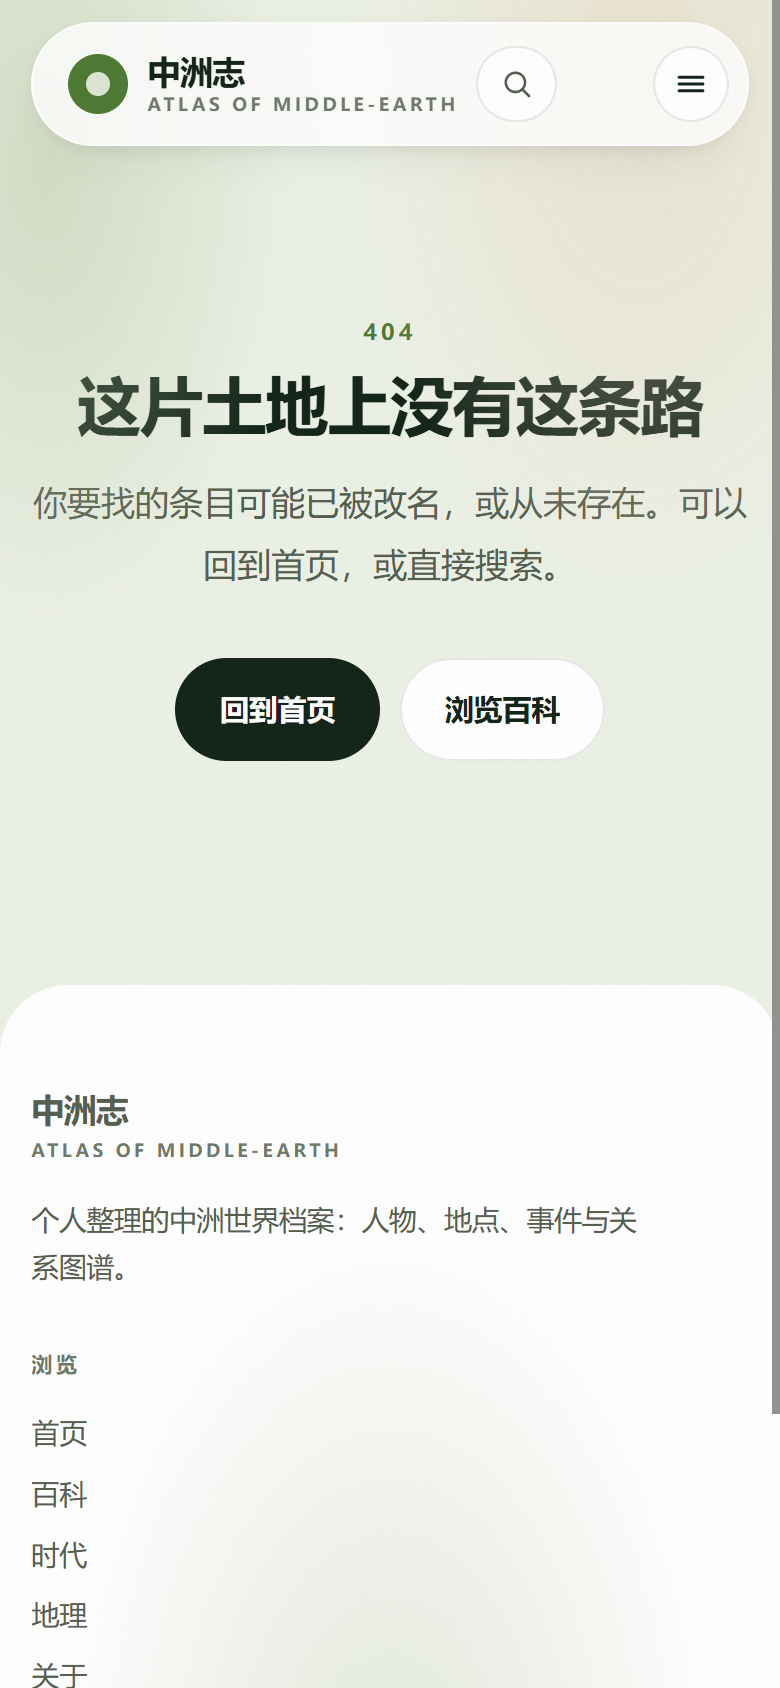 中洲志
ATLAS OF MIDDLE-EARTH
404
这片土地上没有这条路
你要找的条目可能已被改名，或从未存在。可以
回到首页，或直接搜索。
回到首页
浏览百科
中洲志
ATLAS OF MIDDLE-EARTH
个人整理的中洲世界档案：人物、地点、事件与关
系图谱。
浏览
首页
百科
时代
地理
关于